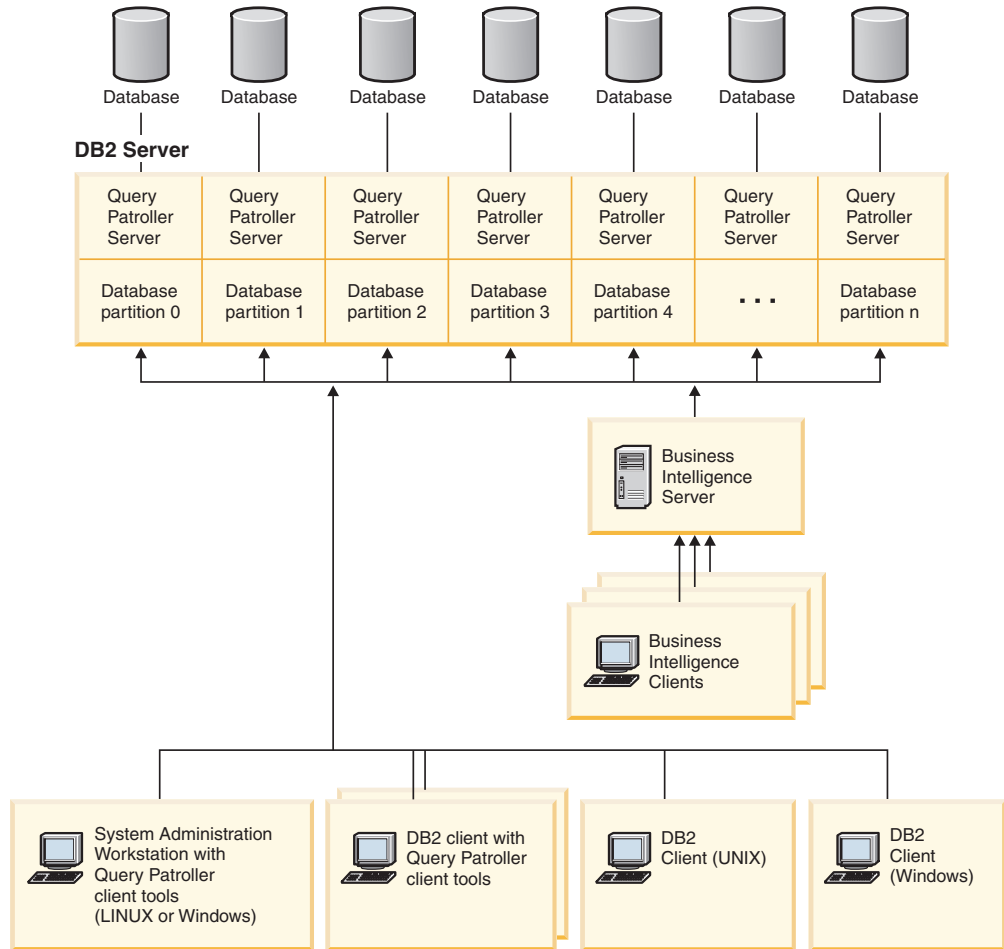 Database Database Database Database Database Database Database
DB2 Server
Query Query Query Query Query Query Query
Patroller Patroller Patroller Patroller Patroller Patroller Patroller
Server Server Server Server Server Server Server
Database Database Database Database Database . . . Database
partition 0 partition 1 partition 2 partition 3 partition 4 partition n
Business
Intelligence
Server
Business
Intelligence
Clients
System Administration
Workstation with
Query Patroller
client tools
(LINUX or Windows)
DB2 client with
Query Patroller
client tools
DB2
Client (UNIX)
DB2
Client
(Windows)